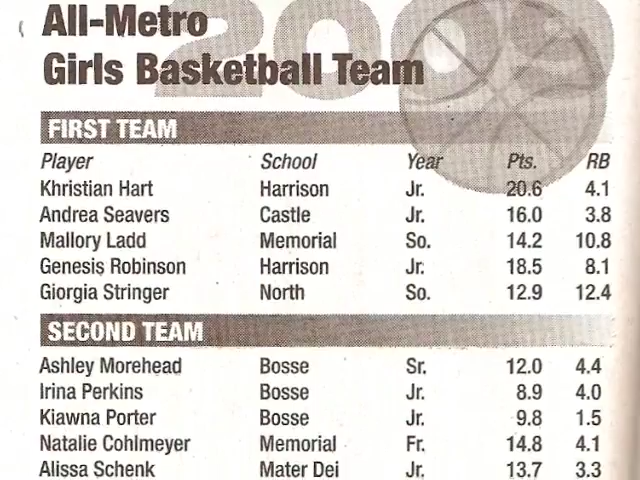 2009
All-Metro
Girls Basketball Team
FIRST TEAM
Player School Year Pts. RB
Khristian Hart Harrison Jr. 20.6 4.1
Andrea Seavers Castle Jr. 16.0 3.8
Mallory Ladd Memorial So. 14.2 10.8
Genesis Robinson Harrison Jr. 18.5 8.1
Giorgia Stringer North So. 12.9 12.4
SECOND TEAM
Ashley Morehead Bosse Sr. 12.0 4.4
Irina Perkins Bosse Jr. 8.9 4.0
Kiawna Porter Bosse Jr. 9.8 1.5
Natalie Cohlmeyer Memorial Fr. 14.8 4.1
Alissa Schenk Mater Dei Jr. 13.7 3.3